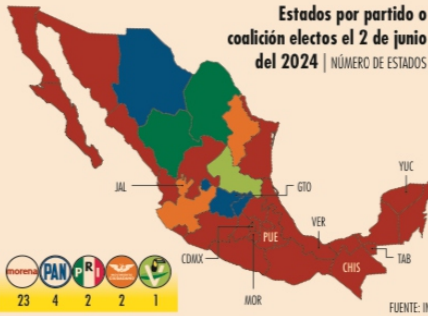 Estados por partido o
coalición electos el 2 de junio
del 2024 | NÚMERO DE ESTADOS
YUC
JAL
GTO
VER
PUE
CDMX
TAB
CHIS
MOR
morena PAN PRI
23 4 2 2 1
FUENTE: IN